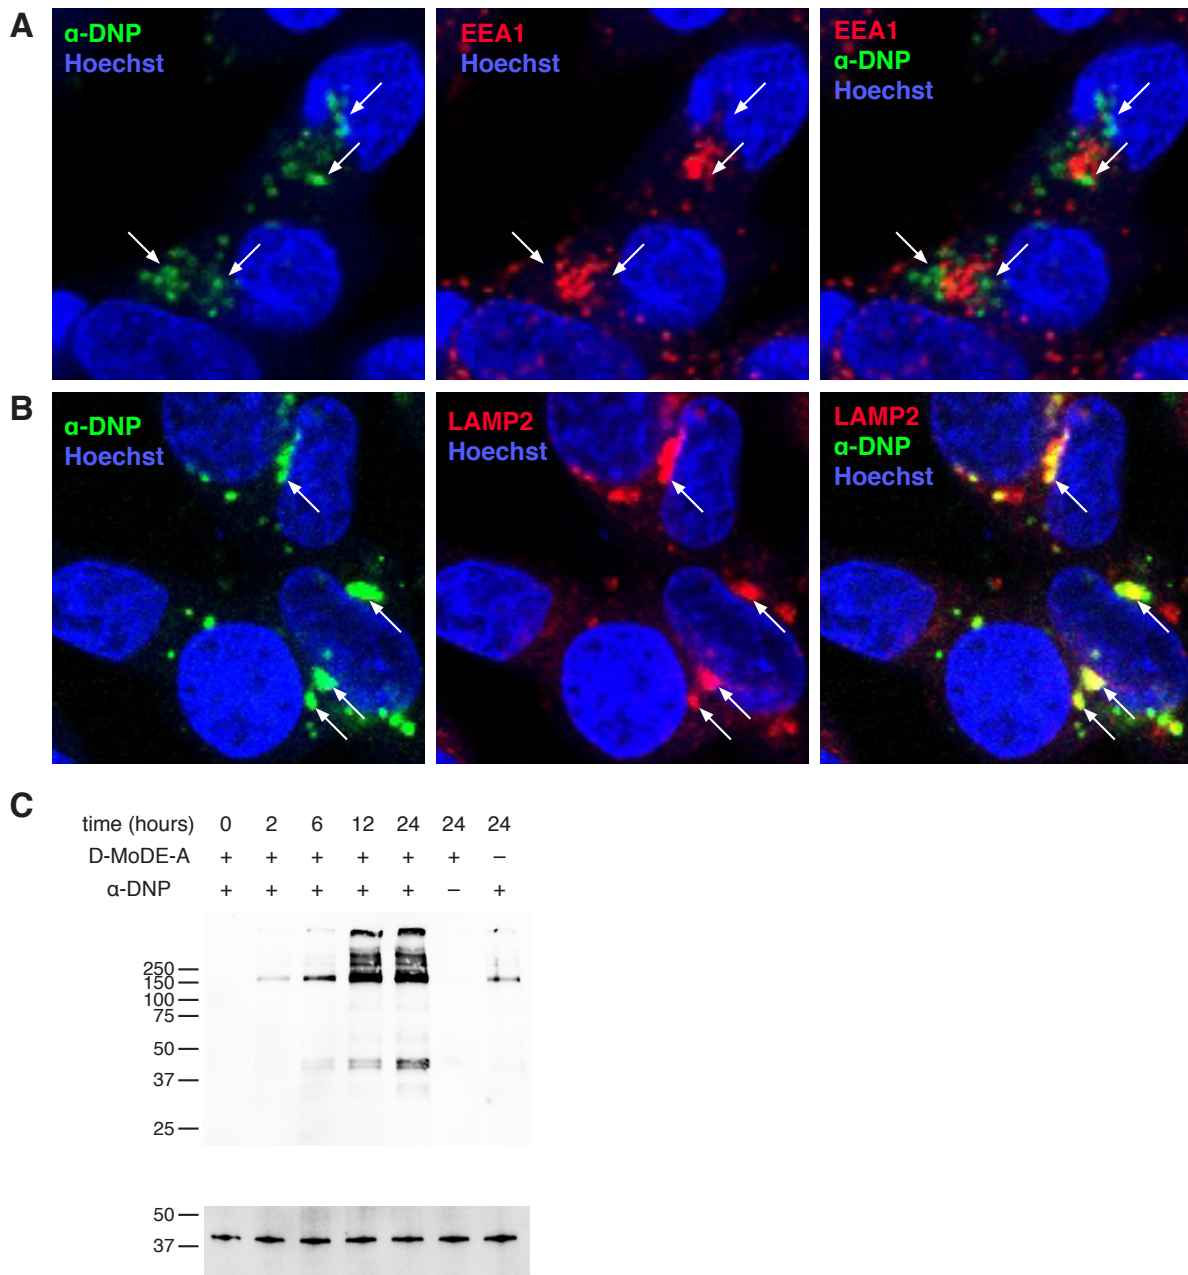 A
α-DNP
Hoechst
EEA1
Hoechst
EEA1
α-DNP
Hoechst
B
α-DNP
Hoechst
LAMP2
Hoechst
LAMP2
α-DNP
Hoechst
C
time (hours) 0 2 6 12 24 24 24
D-MoDE-A + + + + + + –
α-DNP + + + + + – +
250
150
100
75
50
37
25
50
37